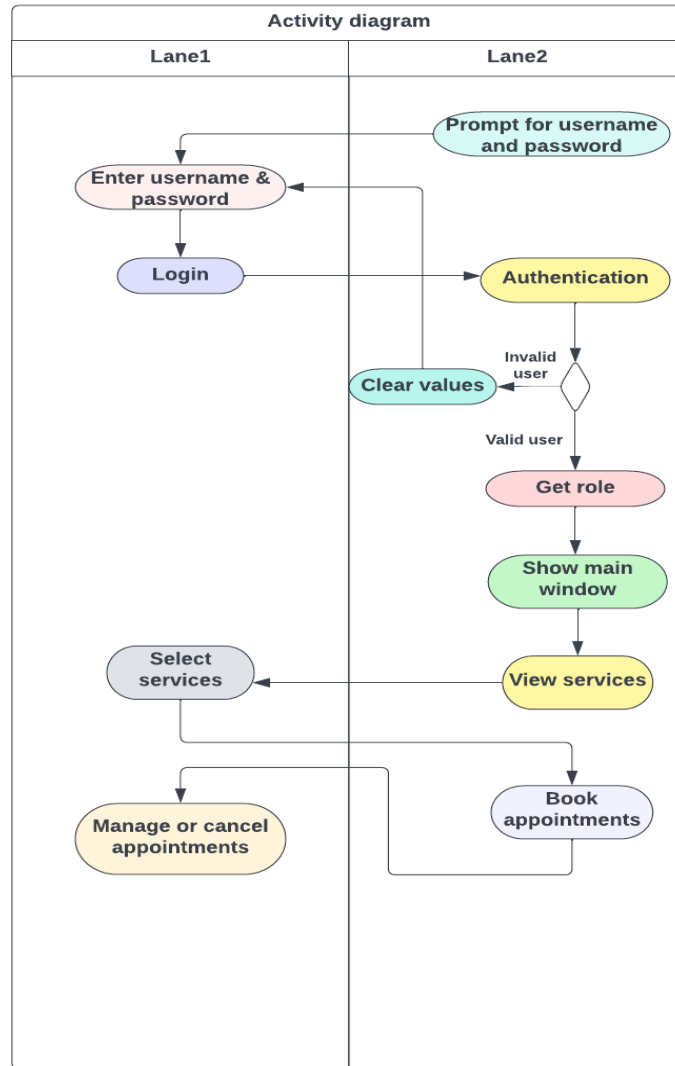 Activity diagram
Lane1
Lane2
Prompt for username
and password
Enter username &
password
Login
Authentication
Invalid
user
Clear values
Valid user
Get role
Show main
window
Select
services
View services
Book
appointments
Manage or cancel
appointments